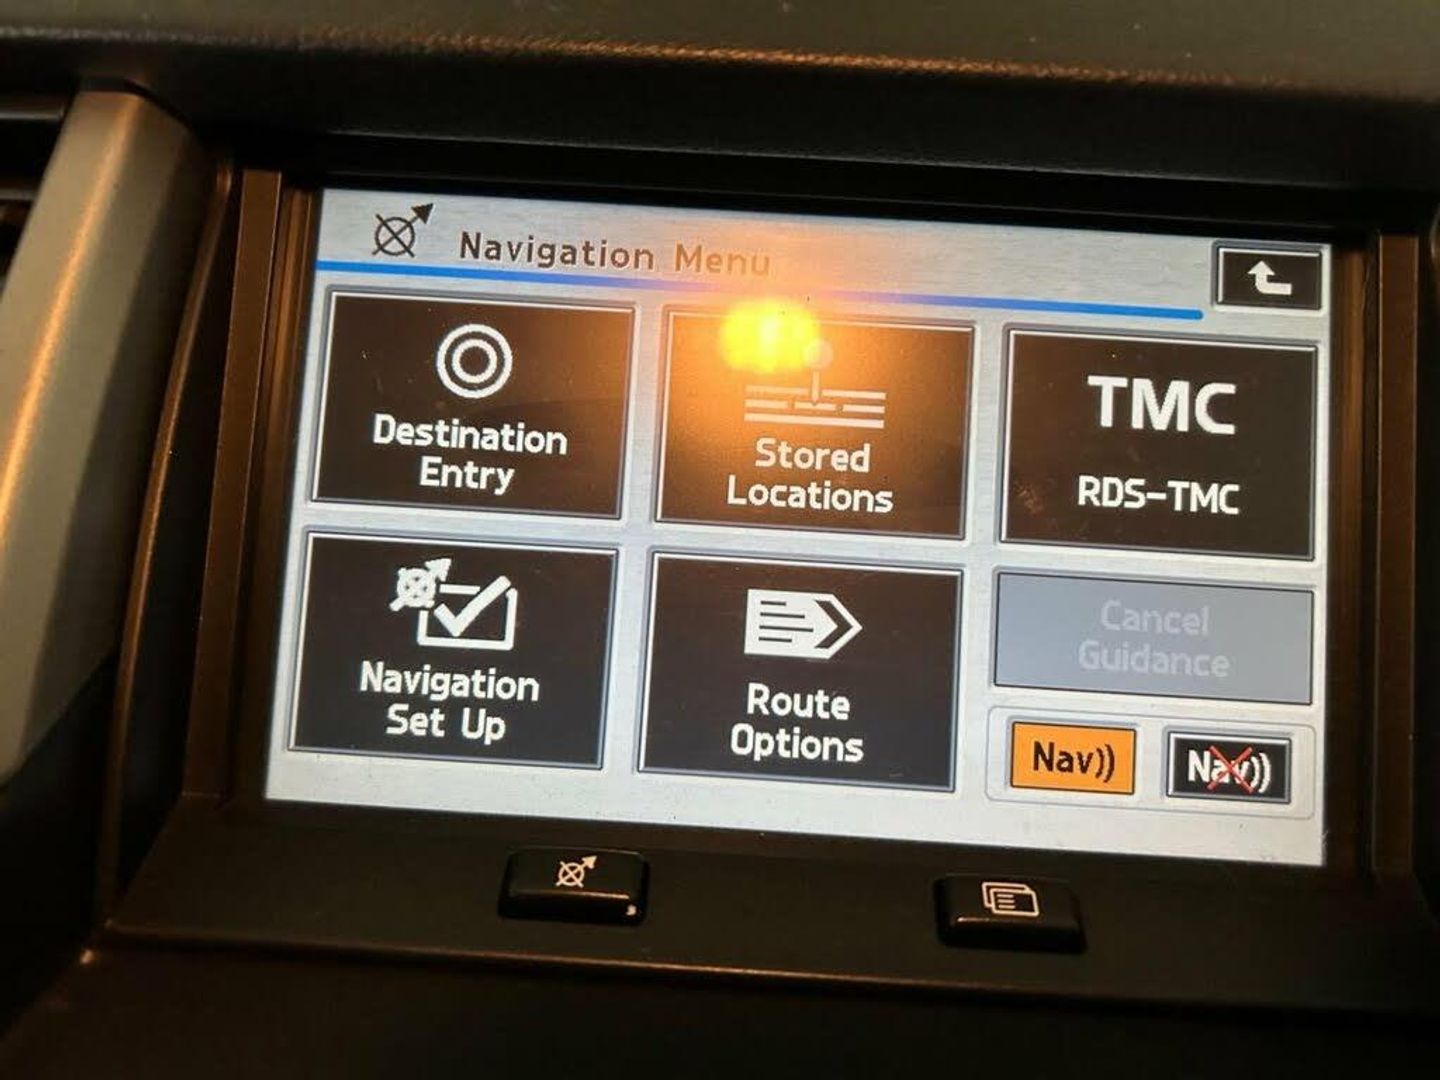 Navigation Menu
Destination
Entry
Stored
Locations
TMC
RDS-TMC
Navigation
Set Up
Route
Options
Cancel
Guidance
Nav
Nav